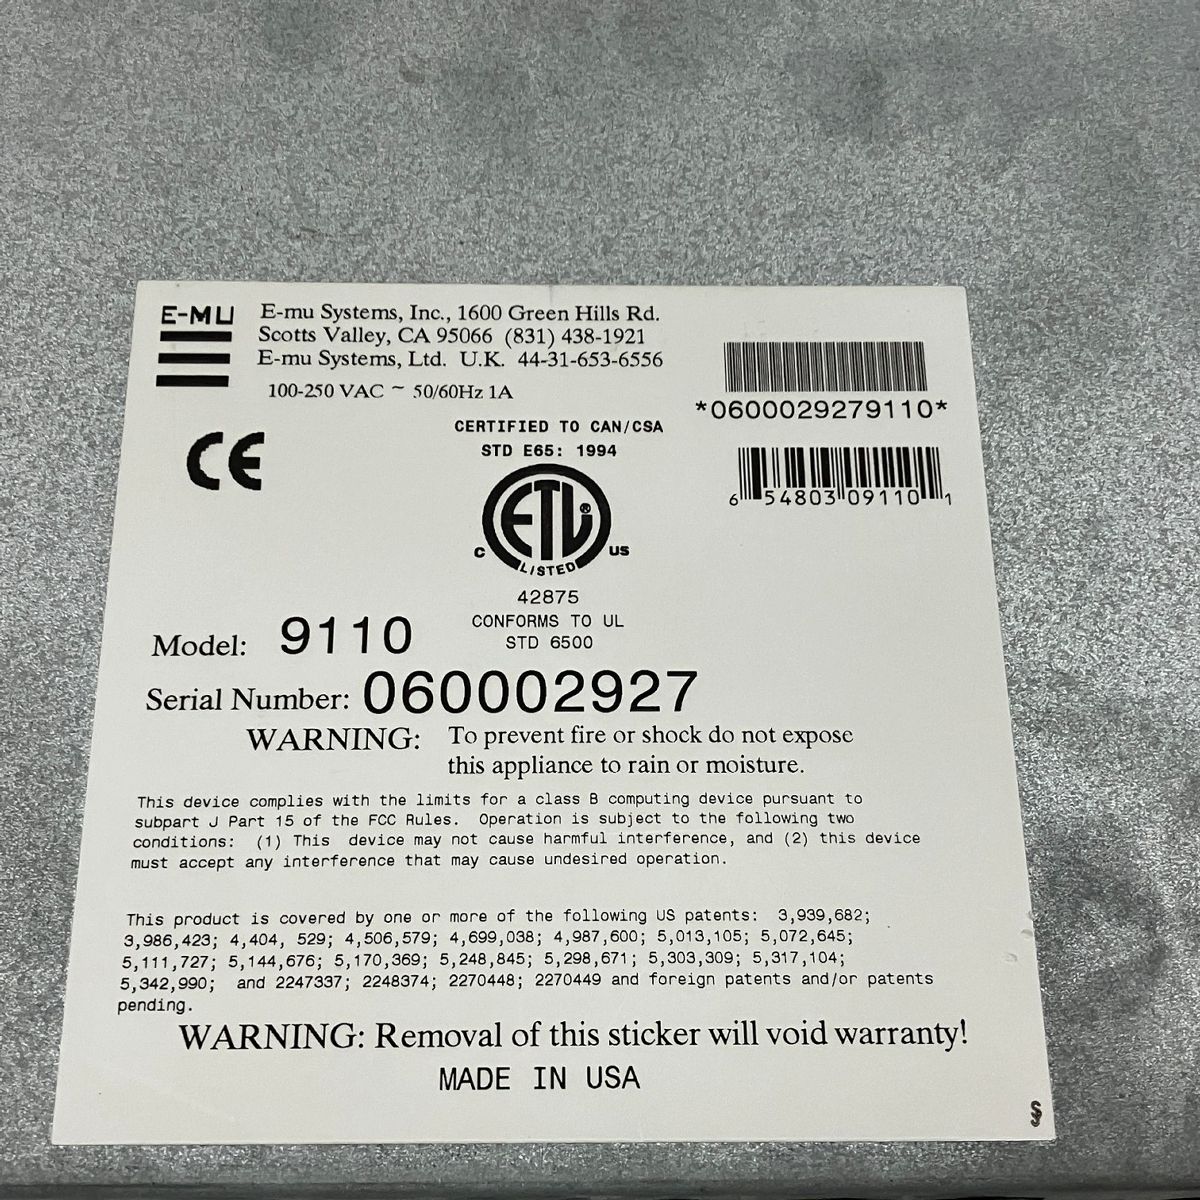 E-MU
E-mu Systems, Inc., 1600 Green Hills Rd.
Scotts Valley, CA 95066 (831) 438-1921
E-mu Systems, Ltd. U.K. 44-31-653-6556
100-250 VAC ~ 50/60Hz 1A
*0600029279110*
6 54803 09110 1
CE
CERTIFIED TO CAN/CSA
STD E65: 1994
ETL®
C US
LISTED
42875
CONFORMS TO UL
STD 6500
Model: 9110
Serial Number: 060002927
WARNING: To prevent fire or shock do not expose
this appliance to rain or moisture.
This device complies with the limits for a class B computing device pursuant to
subpart J Part 15 of the FCC Rules. Operation is subject to the following two
conditions: (1) This device may not cause harmful interference, and (2) this device
must accept any interference that may cause undesired operation.
This product is covered by one or more of the following US patents: 3,939,682;
3,986,423; 4,404, 529; 4,506,579; 4,699,038; 4,987,600; 5,013,105; 5,072,645;
5,111,727; 5,144,676; 5,170,369; 5,248,845; 5,298,671; 5,303,309; 5,317,104;
5,342,990; and 2247337; 2248374; 2270448; 2270449 and foreign patents and/or patents
pending.
WARNING: Removal of this sticker will void warranty!
MADE IN USA